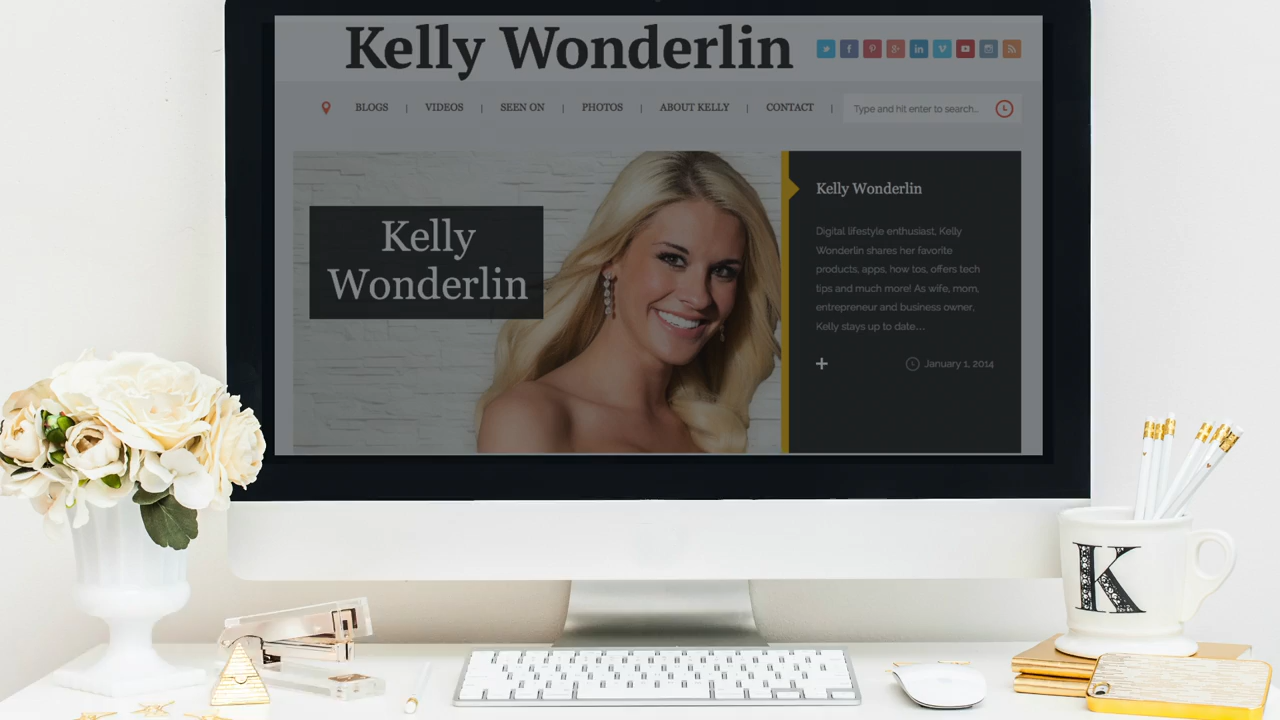 Kelly Wonderlin
BLOGS | VIDEOS | SEEN ON | PHOTOS | ABOUT KELLY | CONTACT |
Type and hit enter to search..
Kelly
Wonderlin
Kelly Wonderlin
Digital lifestyle enthusiast, Kelly
Wonderlin shares her favorite
products, apps, how tos, offers tech
tips and much more! As wife, mom,
entrepreneur and business owner,
Kelly stays up to date...
January 1, 2014
K